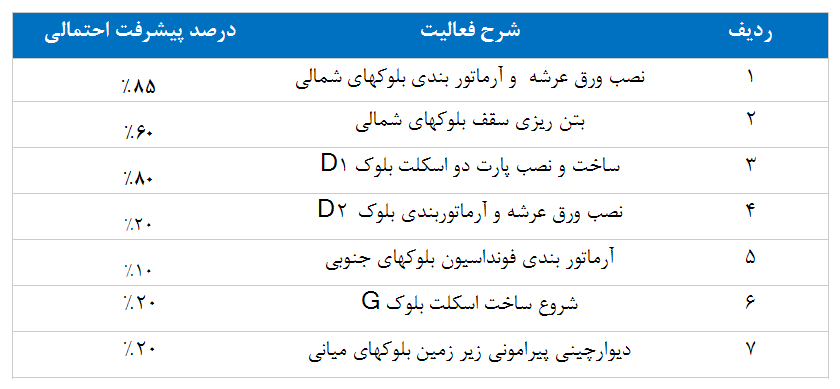 ردیف شرح فعالیت درصد پیشرفت احتمالی
۱ نصب ورق عرشه و آرماتور بندی بلوکهای شمالی ٪۸۵
۲ بتن ریزی سقف بلوکهای شمالی ٪۶۰
۳ ساخت و نصب پارت دو اسکلت بلوک D۱ ٪۸۰
۴ نصب ورق عرشه و آرماتوربندی بلوک D۲ ٪۲۰
۵ آرماتور بندی فونداسیون بلوکهای جنوبی ٪۱۰
۶ شروع ساخت اسکلت بلوک G ٪۲۰
۷ دیوارچینی پیرامونی زیر زمین بلوکهای میانی ٪۲۰